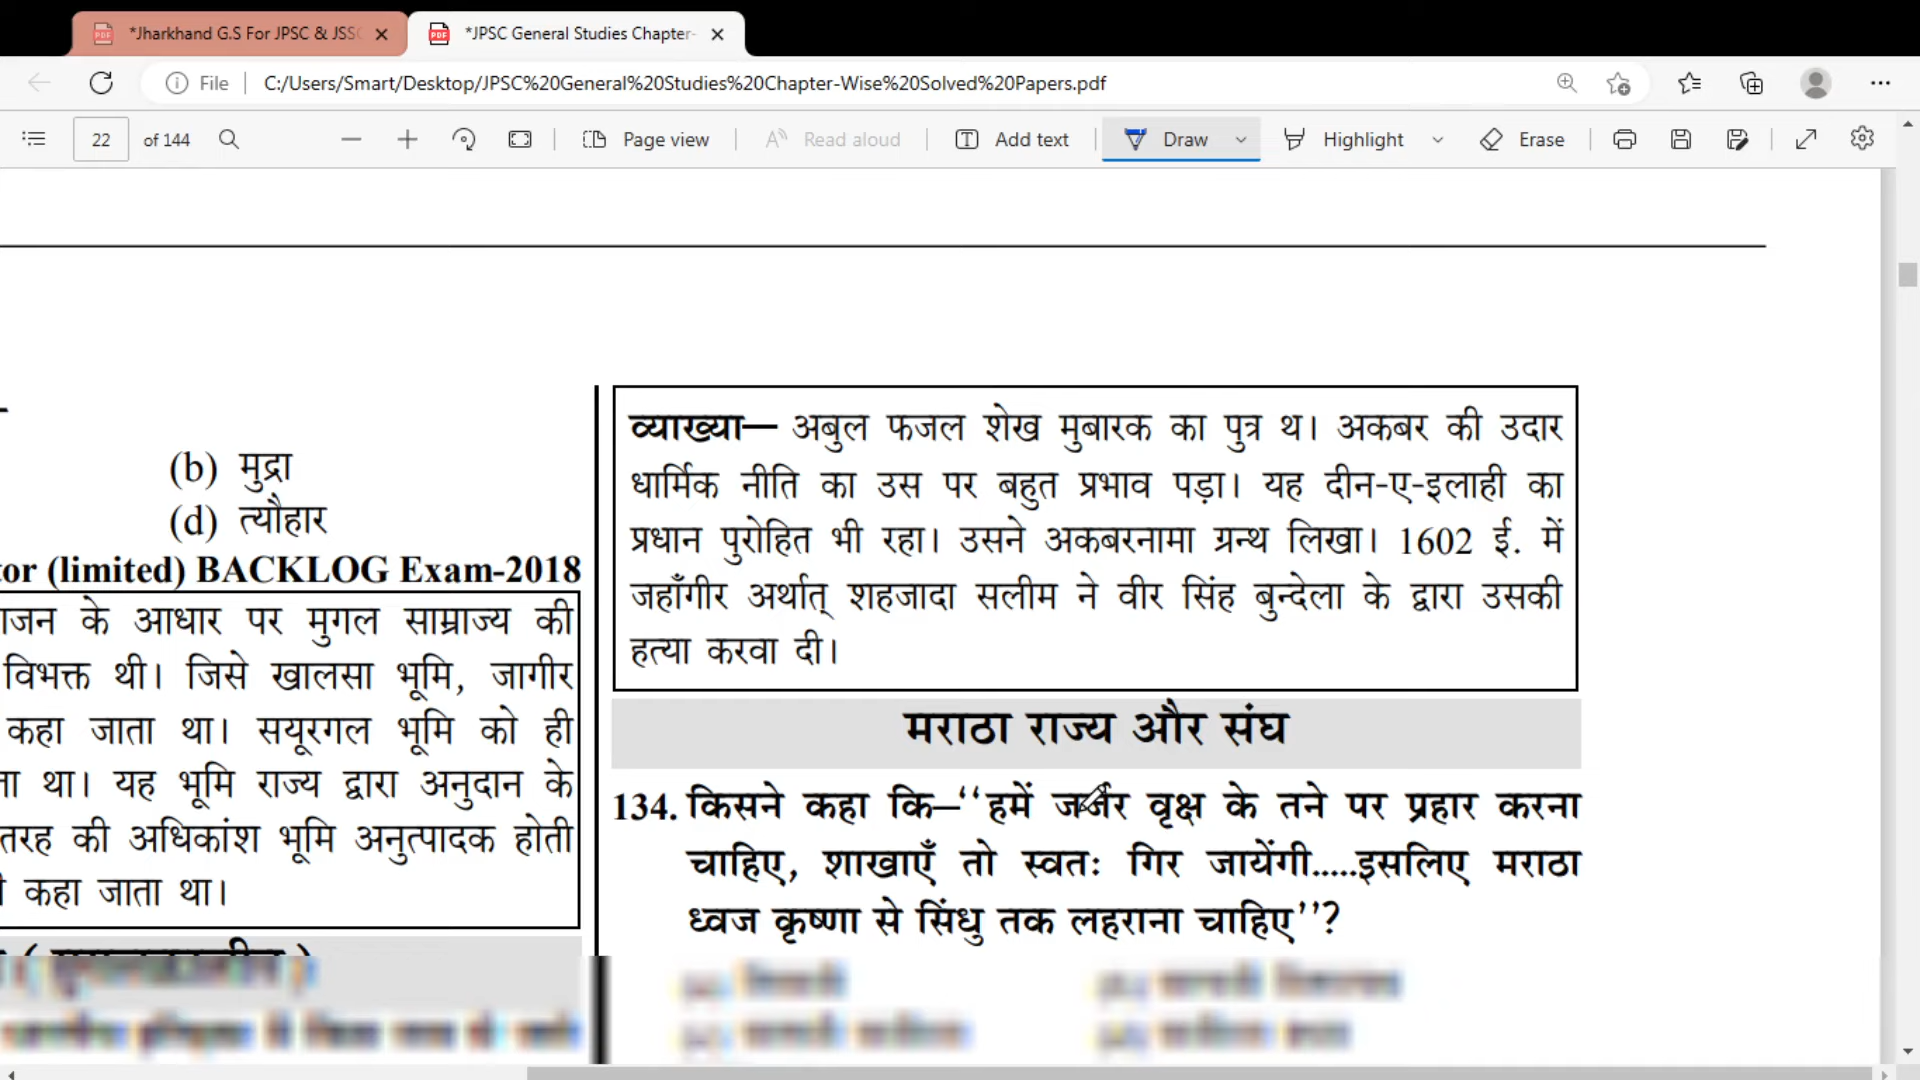 *Jharkhand G.S For JPSC & JSSC
*JPSC General Studies Chapter-
File
C:/Users/Smart/Desktop/JPSC%20General%20Studies%20Chapter-Wise%20Solved%20Papers.pdf
22 of 144
Page view
Read aloud
Add text
Draw
Highlight
Erase
(b) मुद्रा
(d) त्यौहार
tor (limited) BACKLOG Exam-2018
ाजन के आधार पर मुगल साम्राज्य की
विभक्त थी। जिसे खालसा भूमि, जागीर
कहा जाता था। सयूरगल भूमि को ही
ता था। यह भूमि राज्य द्वारा अनुदान के
तरह की अधिकांश भूमि अनुत्पादक होती
कहा जाता था।
व्याख्या— अबुल फजल शेख मुबारक का पुत्र थ। अकबर की उदार
धार्मिक नीति का उस पर बहुत प्रभाव पड़ा। यह दीन-ए-इलाही का
प्रधान पुरोहित भी रहा। उसने अकबरनामा ग्रन्थ लिखा। 1602 ई. में
जहाँगीर अर्थात् शहजादा सलीम ने वीर सिंह बुन्देला के द्वारा उसकी
हत्या करवा दी।
मराठा राज्य और संघ
134. किसने कहा कि–‘‘हमें जर्जर वृक्ष के तने पर प्रहार करना
चाहिए, शाखाएँ तो स्वतः गिर जायेंगी.....इसलिए मराठा
ध्वज कृष्णा से सिंधु तक लहराना चाहिए’’?